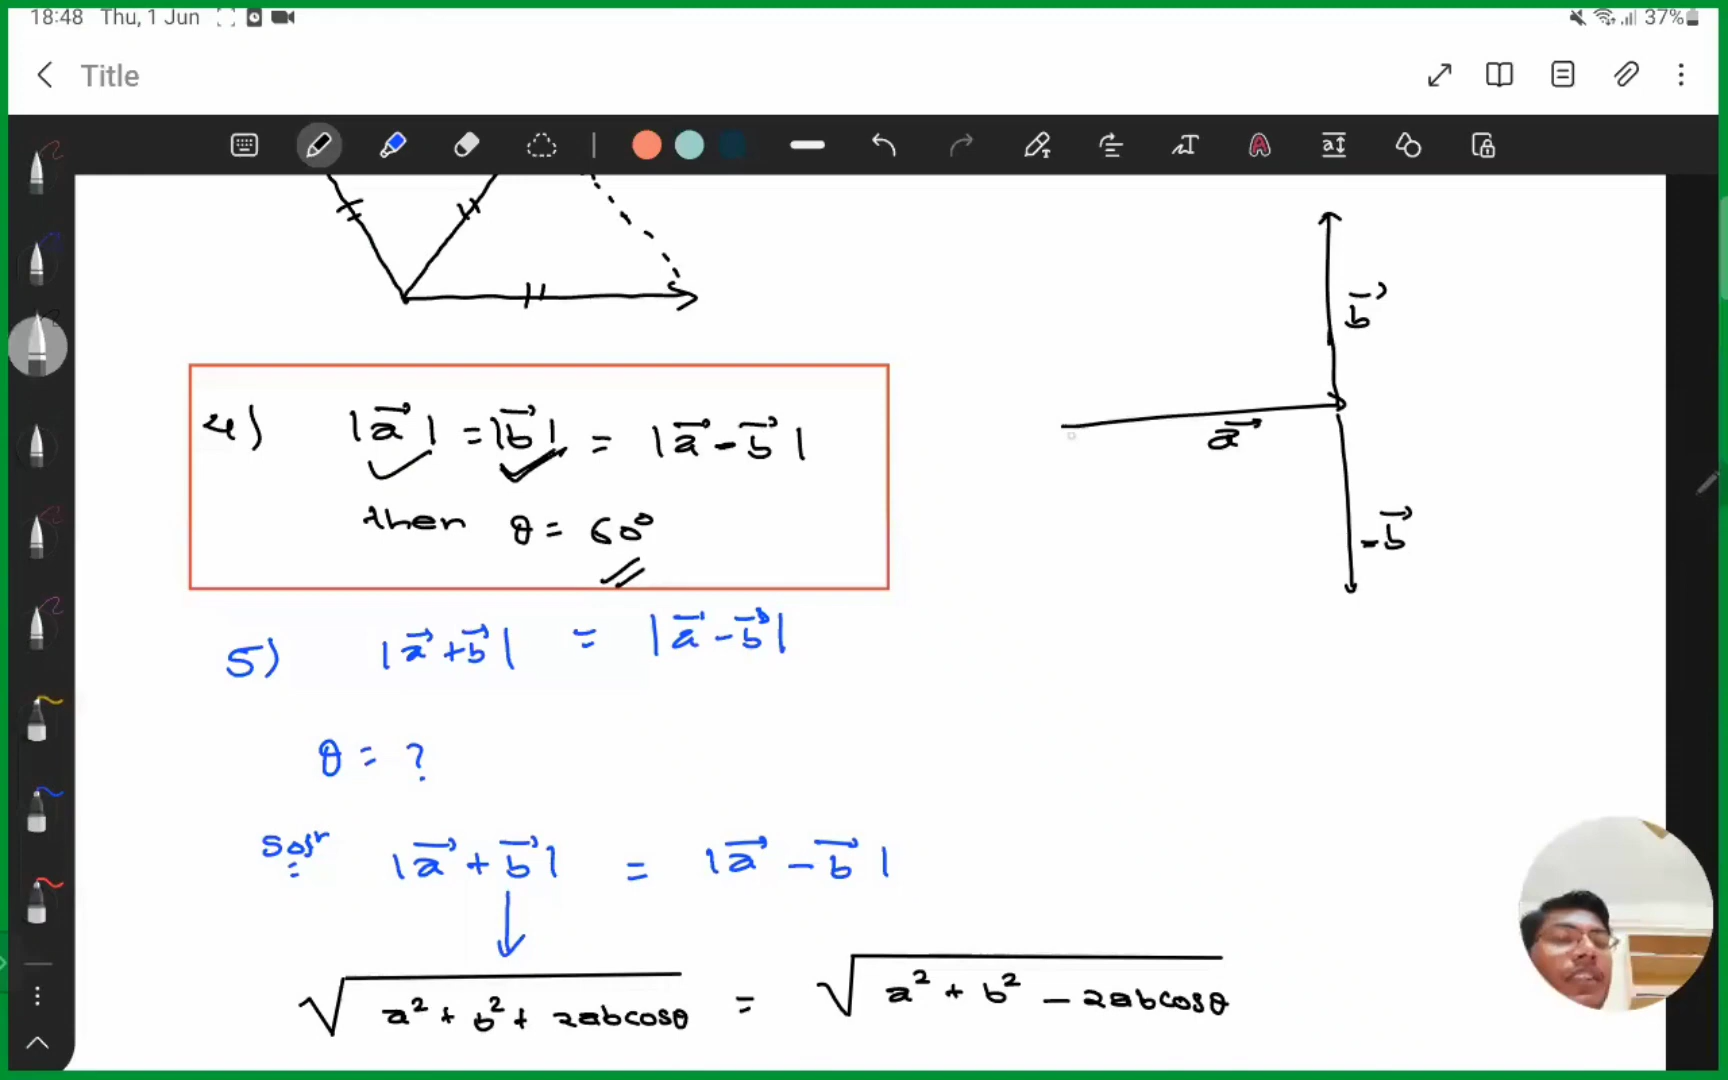 18:48 Thu, 1 Jun
37%
Title
b⃗
a⃗
-b⃗
4) |a⃗| = |b⃗| = |a⃗ - b⃗|
then θ = 60°
5) |a⃗ + b⃗| = |a⃗ - b⃗|
θ = ?
Solⁿ |a⃗ + b⃗| = |a⃗ - b⃗|
√(a² + b² + 2abcosθ) = √(a² + b² - 2abcosθ)